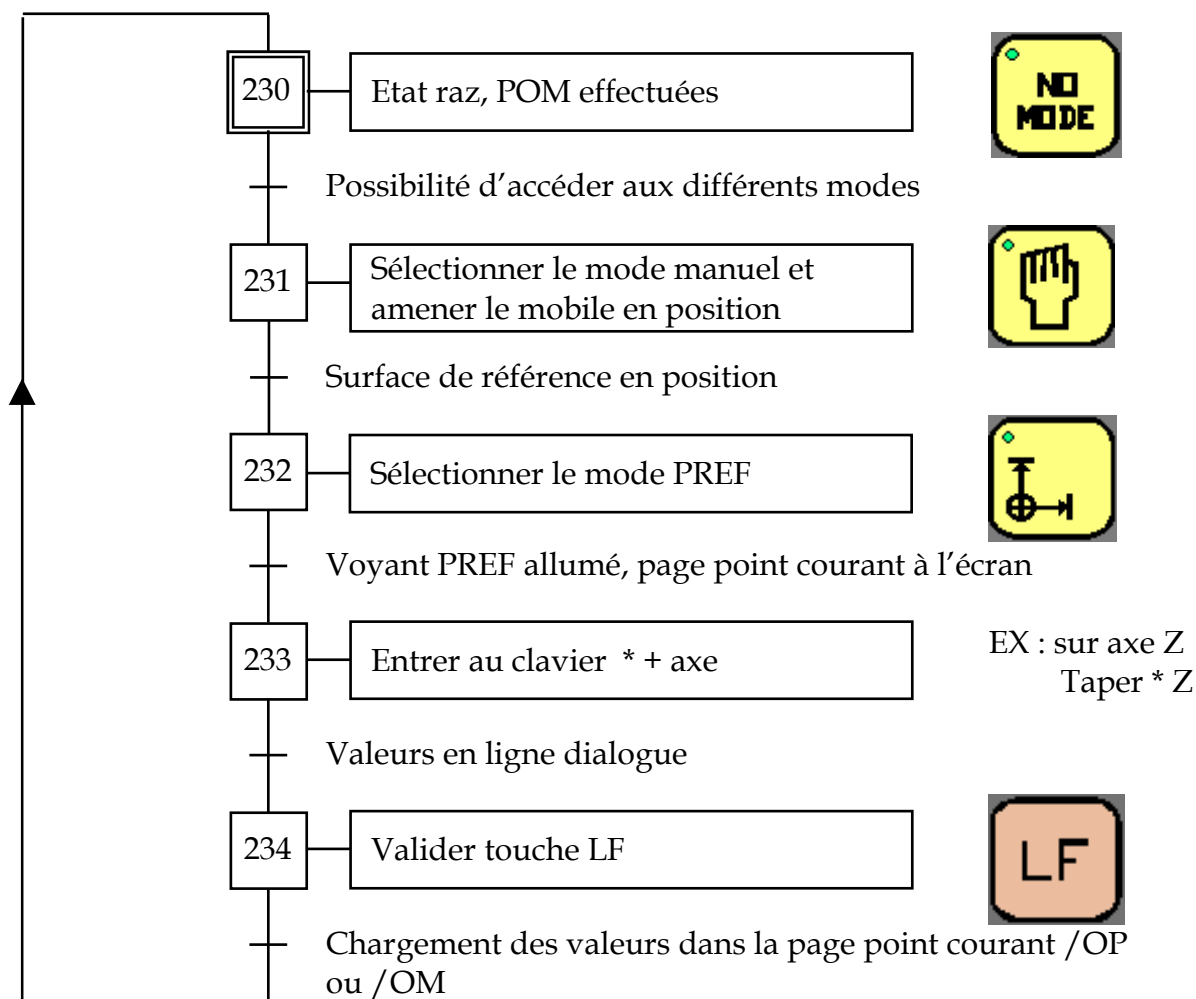 230
Etat raz, POM effectuées
NO
MODE
Possibilité d’accéder aux différents modes
231
Sélectionner le mode manuel et
amener le mobile en position
Surface de référence en position
232
Sélectionner le mode PREF
Voyant PREF allumé, page point courant à l’écran
233
Entrer au clavier * + axe
EX : sur axe Z
Taper * Z
Valeurs en ligne dialogue
234
Valider touche LF
LF
Chargement des valeurs dans la page point courant /OP
ou /OM